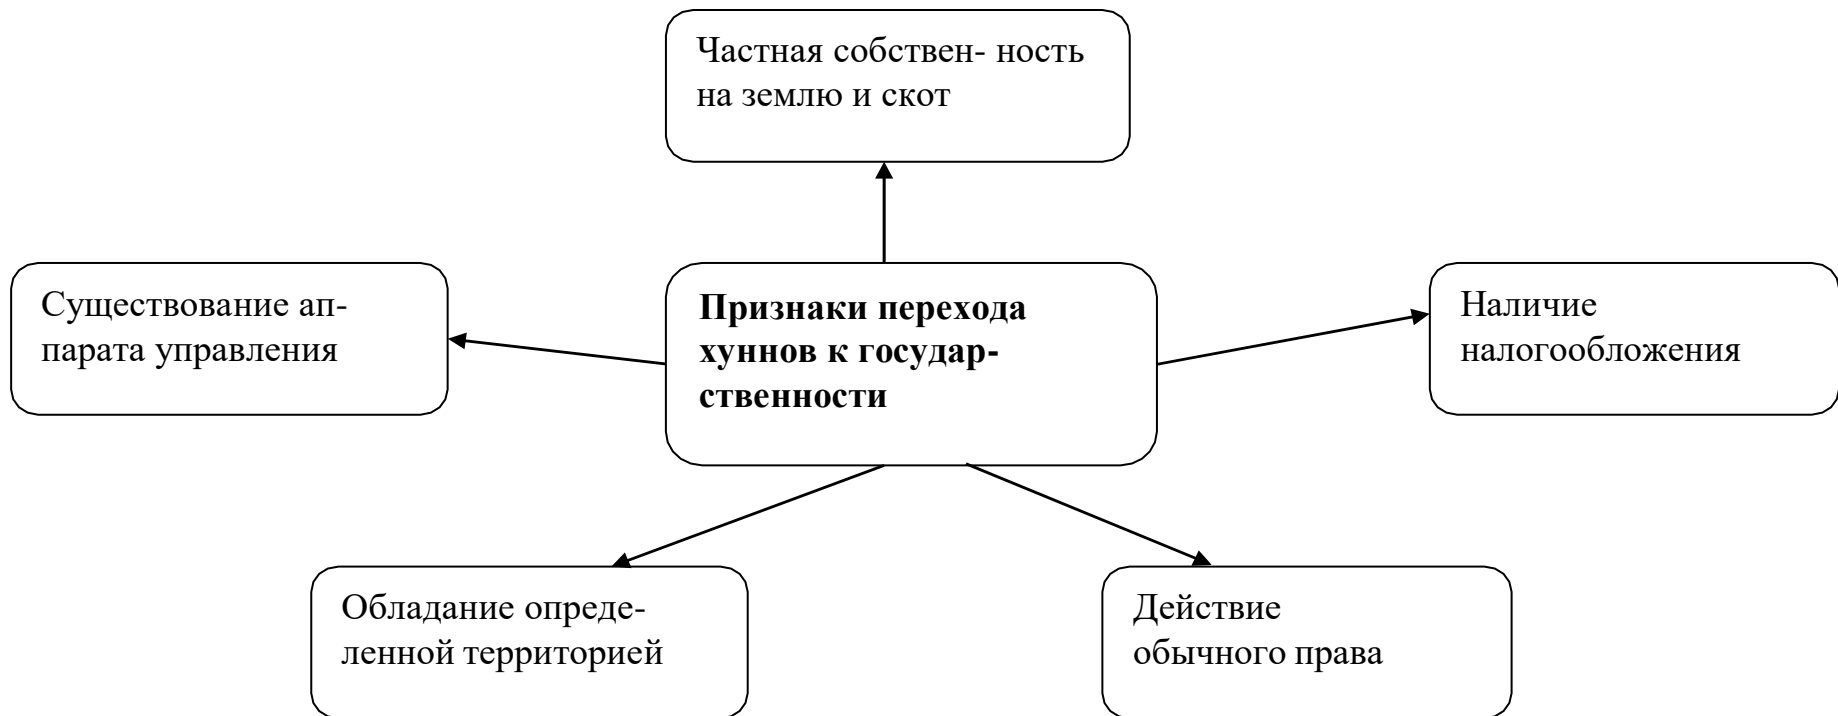 Частная собствен- ность
на землю и скот
Существование ап-
парата управления
Признаки перехода
хуннов к государ-
ственности
Наличие
налогообложения
Обладание опреде-
ленной территорией
Действие
обычного права